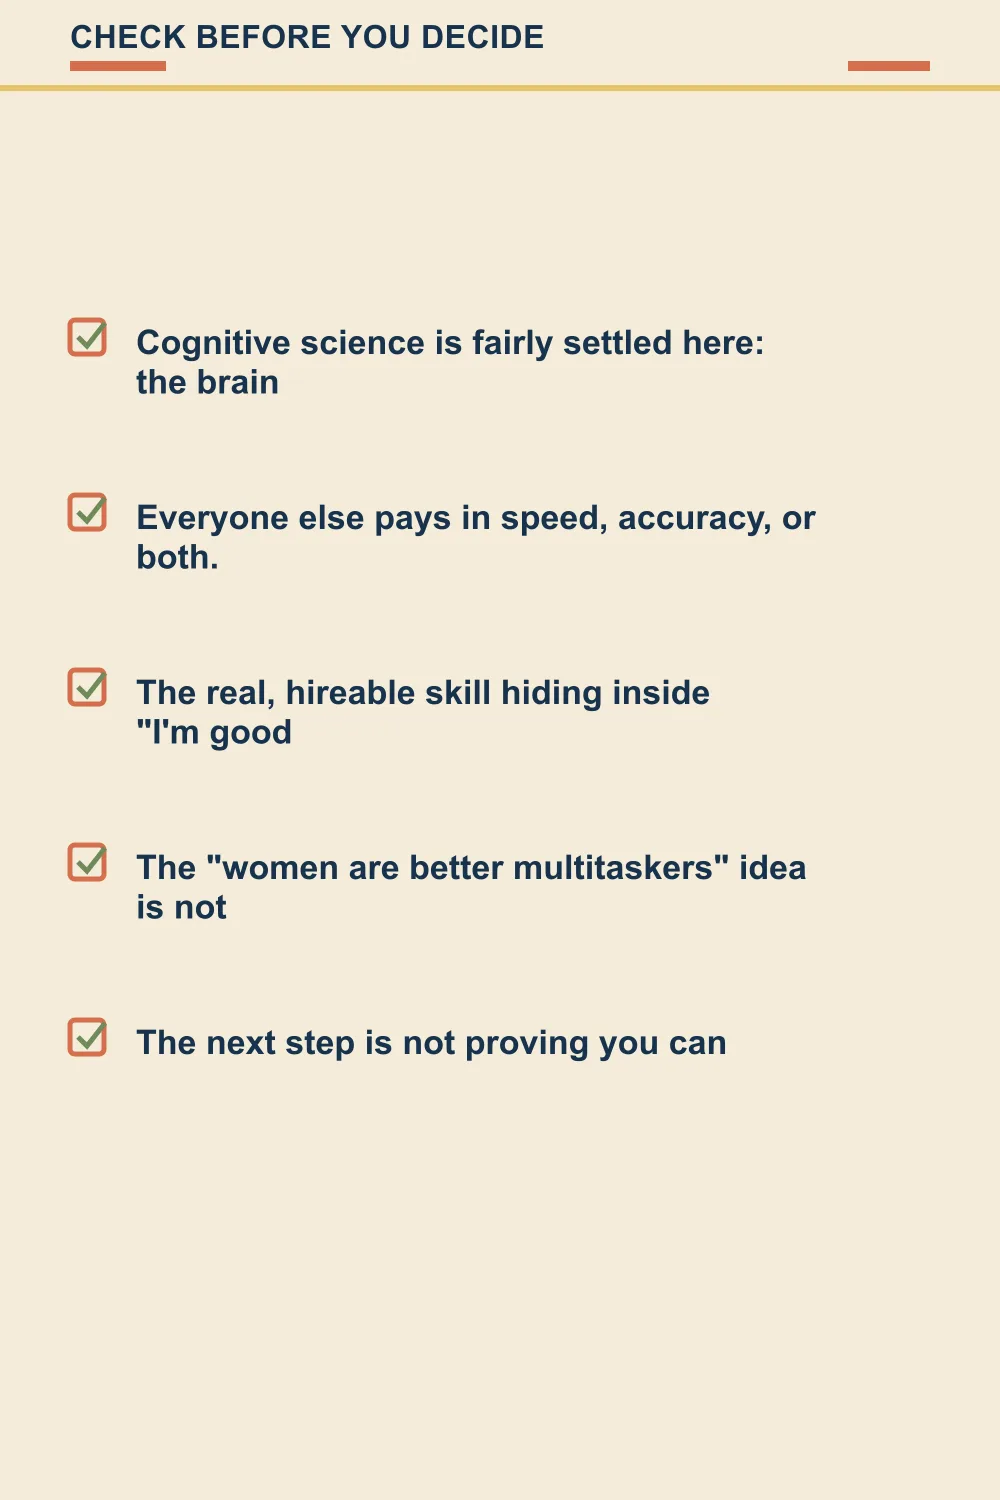 CHECK BEFORE YOU DECIDE
Cognitive science is fairly settled here:
the brain
Everyone else pays in speed, accuracy, or
both.
The real, hireable skill hiding inside
"I'm good
The "women are better multitaskers" idea
is not
The next step is not proving you can